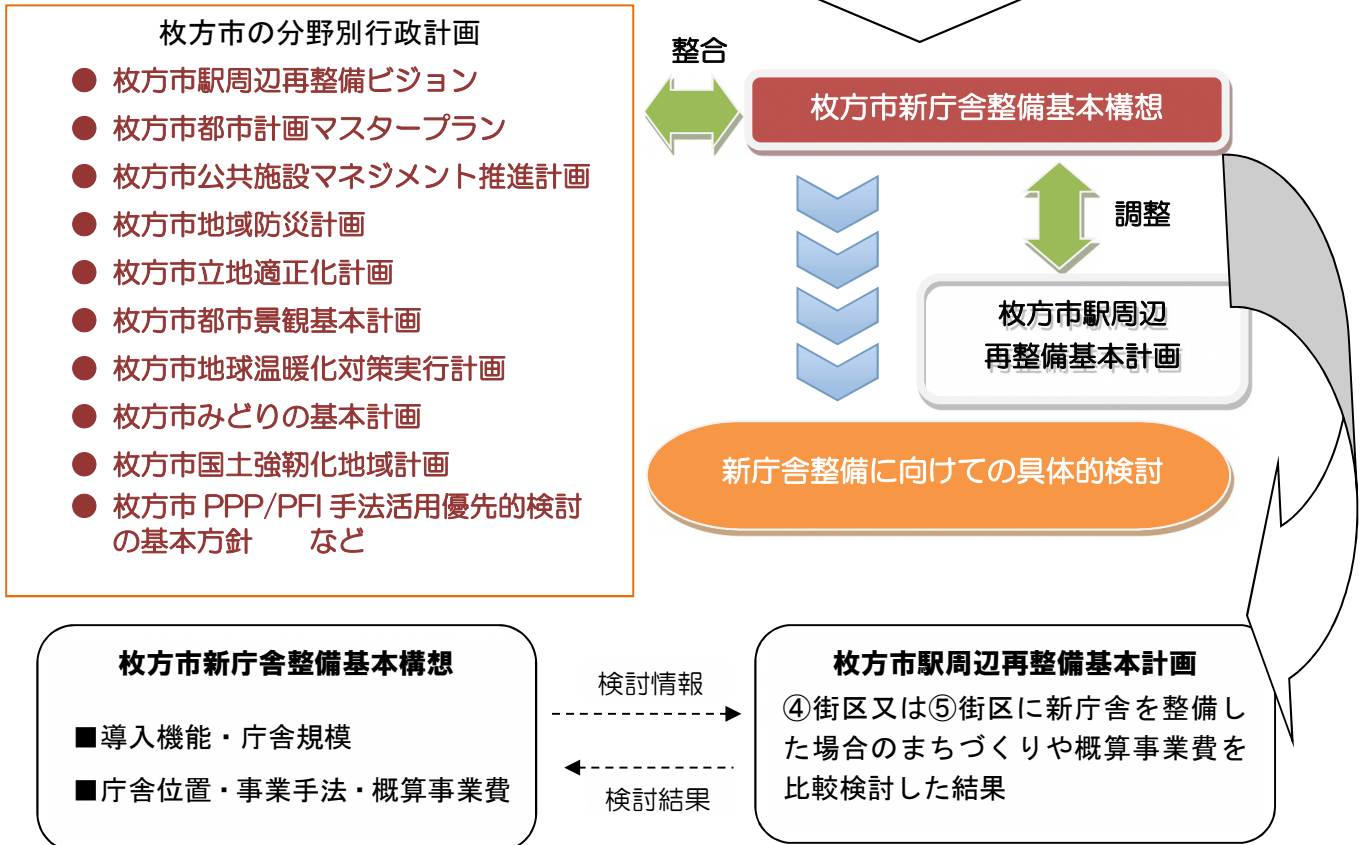 枚方市の分野別行政計画
● 枚方市駅周辺再整備ビジョン
● 枚方市都市計画マスタープラン
● 枚方市公共施設マネジメント推進計画
● 枚方市地域防災計画
● 枚方市立地適正化計画
● 枚方市都市景観基本計画
● 枚方市地球温暖化対策実行計画
● 枚方市みどりの基本計画
● 枚方市国土強靭化地域計画
● 枚方市 PPP/PFI 手法活用優先的検討
の基本方針　　など
整合
枚方市新庁舎整備基本構想
調整
枚方市駅周辺
再整備基本計画
新庁舎整備に向けての具体的検討
枚方市新庁舎整備基本構想
■導入機能・庁舎規模
■庁舎位置・事業手法・概算事業費
検討情報
検討結果
枚方市駅周辺再整備基本計画
④街区又は⑤街区に新庁舎を整備し
た場合のまちづくりや概算事業費を
比較検討した結果